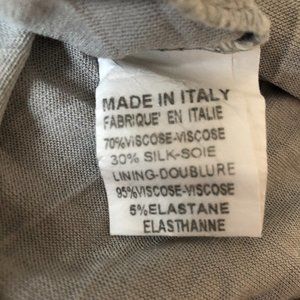 MADE IN ITALY
FABRIQUE' EN ITALIE
70%VISCOSE-VISCOSE
30% SILK-SOIE
LINING-DOUBLURE
95%VISCOSE-VISCOSE
5%ELASTANE
ELASTHANNE